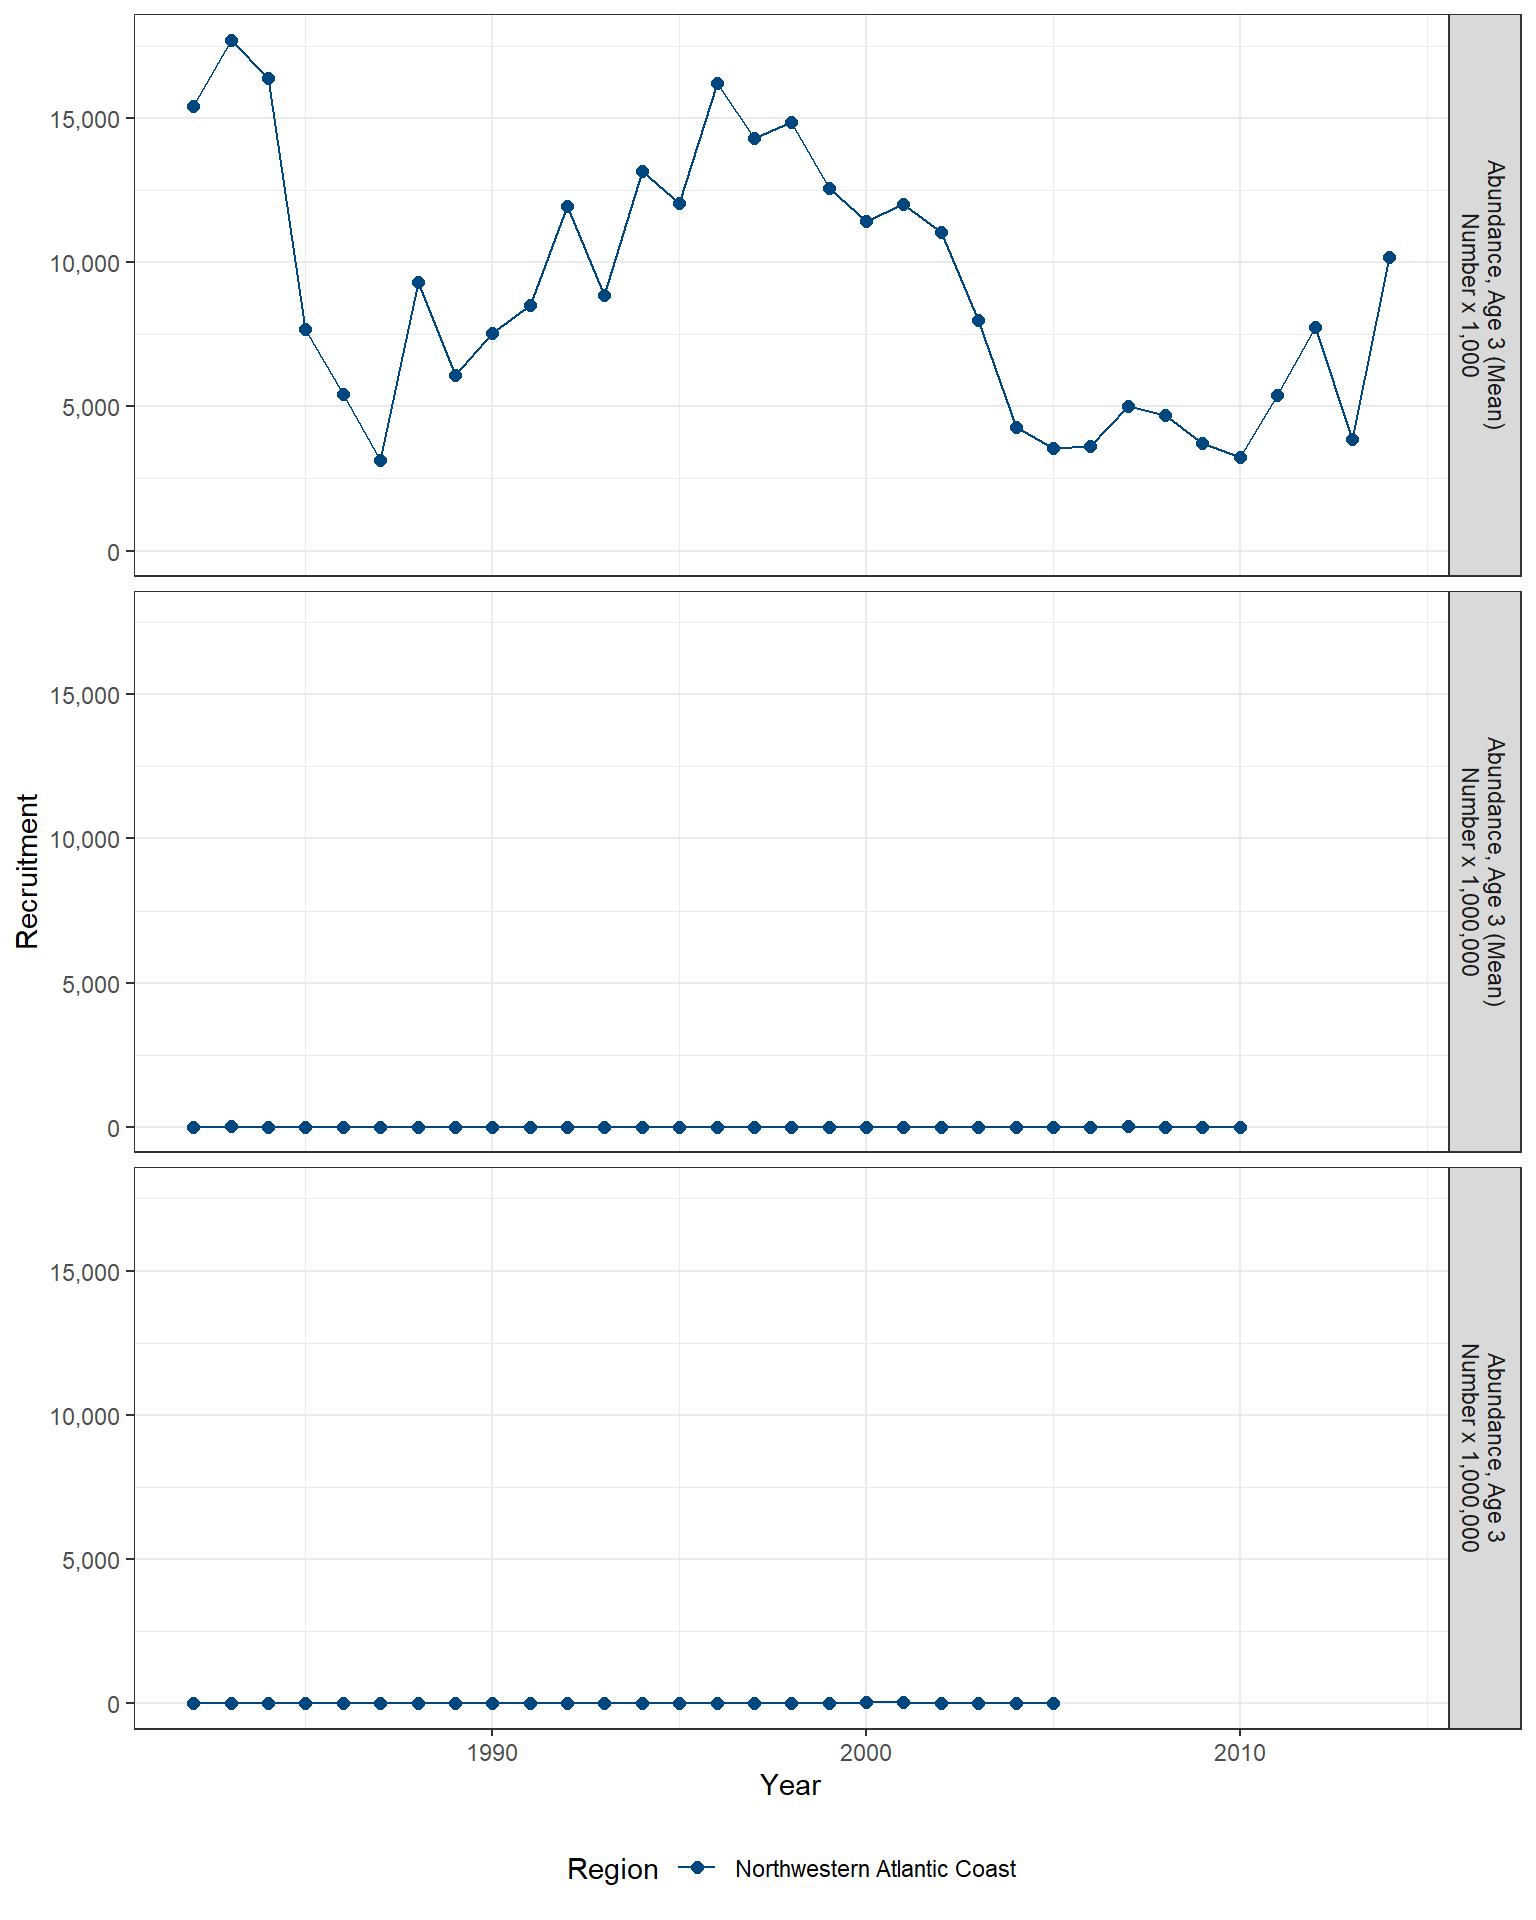 15,000
10,000
5,000
0
Abundance, Age 3 (Mean)
Number x 1,000
15,000
10,000
5,000
0
Abundance, Age 3 (Mean)
Number x 1,000,000
Recruitment
15,000
10,000
5,000
0
Abundance, Age 3
Number x 1,000,000
1990
2000
2010
Year
Region
Northwestern Atlantic Coast